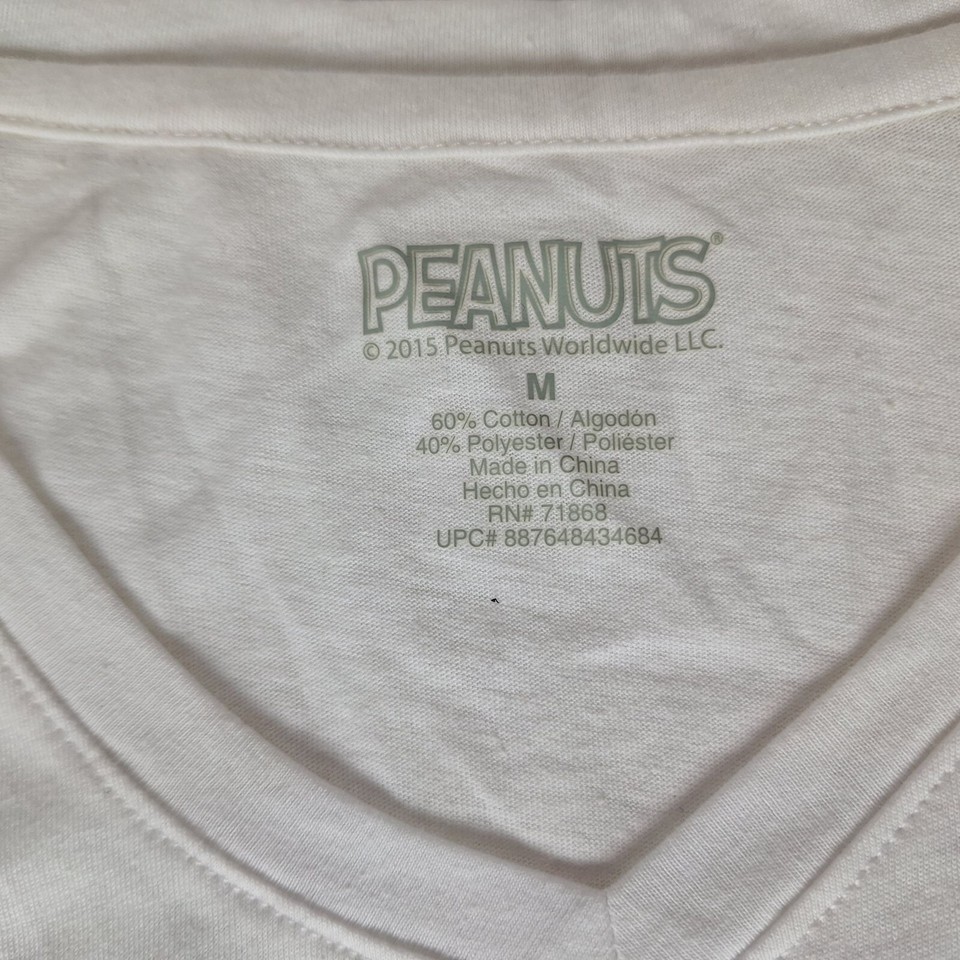 PEANUTS®
© 2015 Peanuts Worldwide LLC.
M
60% Cotton / Algodón
40% Polyester / Poliéster
Made in China
Hecho en China
RN# 71868
UPC# 887648434684